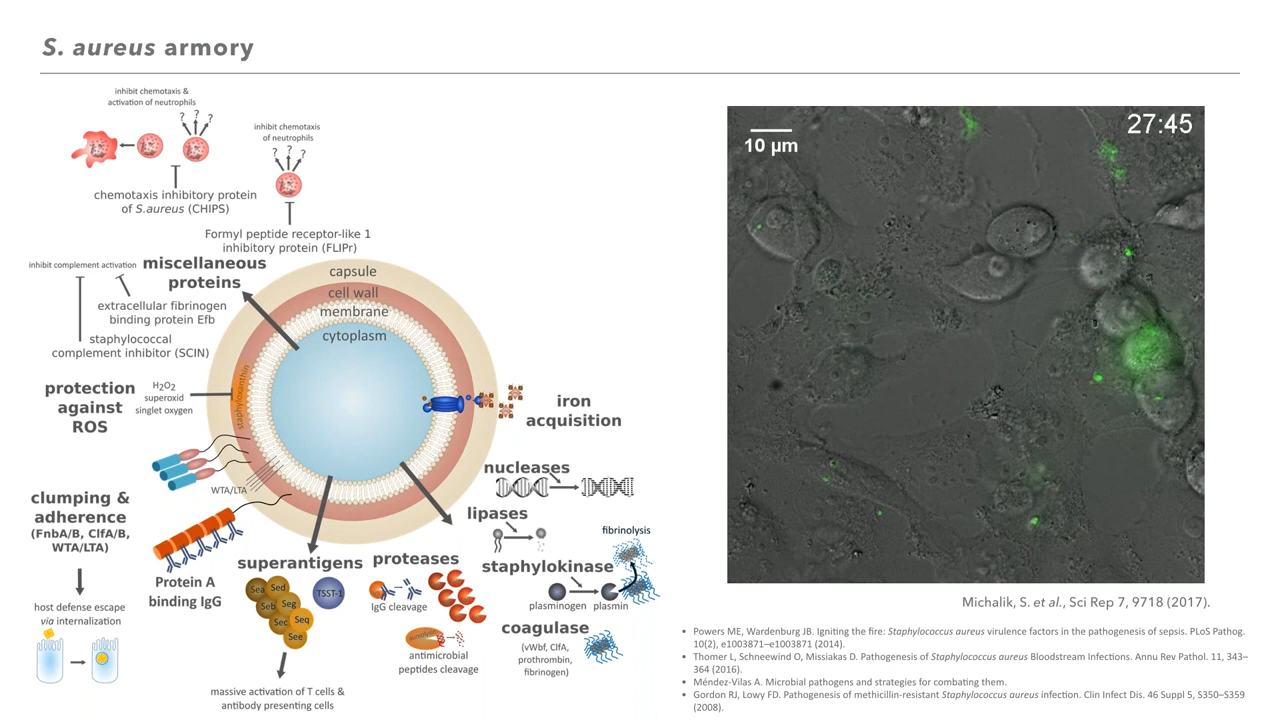 S. aureus armory
inhibit chemotaxis &
activation of neutrophils
? ? ?
inhibit chemotaxis
of neutrophils
? ? ?
chemotaxis inhibitory protein
of S.aureus (CHIPS)
Formyl peptide receptor-like 1
inhibitory protein (FLIPr)
inhibit complement activation
miscellaneous
proteins
extracellular fibrinogen
binding protein Efb
staphylococcal
complement inhibitor (SCIN)
capsule
cell wall
membrane
cytoplasm
staphyloxanthin
protection
against
ROS
H2O2
superoxid
singlet oxygen
iron
acquisition
WTA/LTA
clumping &
adherence
(FnbA/B, ClfA/B,
WTA/LTA)
host defense escape
via internalization
Protein A
binding IgG
superantigens
Sea
Sed
Seb
Seg
Sec
Seq
See
TSST-1
massive activation of T cells &
antibody presenting cells
proteases
IgG cleavage
aureolysin
antimicrobial
peptides cleavage
nucleases
lipases
fibrinolysis
staphylokinase
plasminogen
plasmin
coagulase
(vWbf, ClfA,
prothrombin,
fibrinogen)
10 µm
27:45
Michalik, S. et al., Sci Rep 7, 9718 (2017).
• Powers ME, Wardenburg JB. Igniting the fire: Staphylococcus aureus virulence factors in the pathogenesis of sepsis. PLoS Pathog.
10(2), e1003871–e1003871 (2014).
• Thomer L, Schneewind O, Missiakas D. Pathogenesis of Staphylococcus aureus Bloodstream Infections. Annu Rev Pathol. 11, 343–
364 (2016).
• Méndez-Vilas A. Microbial pathogens and strategies for combating them.
• Gordon RJ, Lowy FD. Pathogenesis of methicillin-resistant Staphylococcus aureus infection. Clin Infect Dis. 46 Suppl 5, S350–S359
(2008).